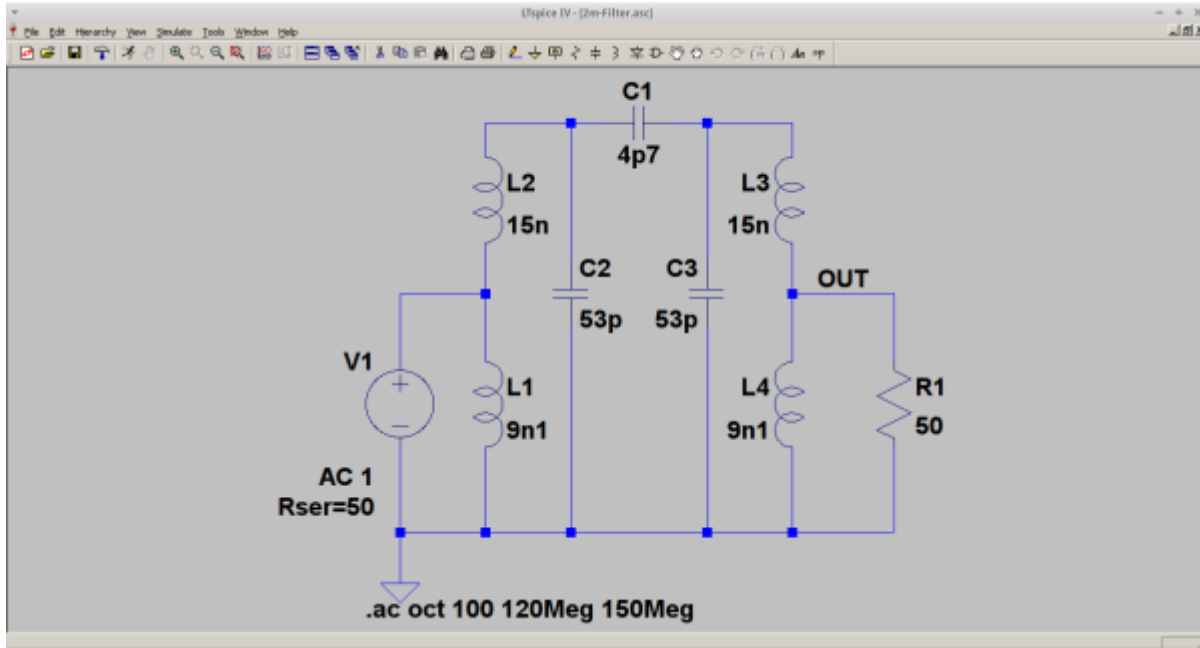 LTspice IV - [2m-Filter.asc]
File Edit Hierarchy View Simulate Tools Window Help
C1
4p7
L2
15n
L3
15n
C2
53p
C3
53p
OUT
V1
L1
9n1
L4
9n1
R1
50
AC 1
Rser=50
.ac oct 100 120Meg 150Meg